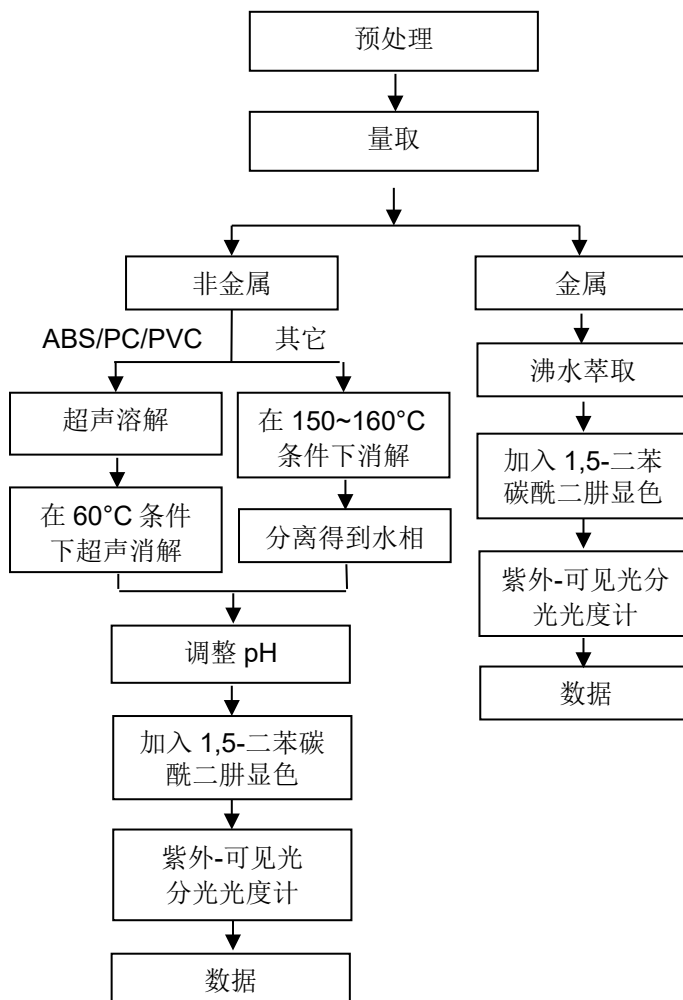 预处理
量取
非金属
金属
ABS/PC/PVC
其它
沸水萃取
超声溶解
在 150~160°C
条件下消解
加入 1,5-二苯
碳酰二肼显色
在 60°C 条件
下超声消解
分离得到水相
紫外-可见光分
光光度计
调整 pH
数据
加入 1,5-二苯碳
酰二肼显色
紫外-可见光
分光光度计
数据